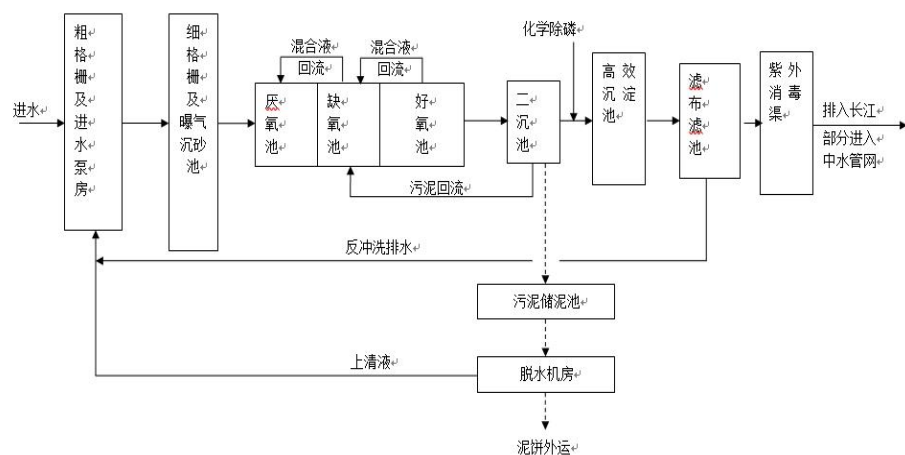 粗格栅及进水泵房
细格栅及曝气沉砂池
混合液
回流
混合液
回流
化学除磷
进水
厌氧池
缺氧池
好氧池
二沉池
高效沉淀池
滤布滤池
紫外消毒渠
排入长江
部分进入
中水管网
污泥回流
反冲洗排水
污泥储泥池
上清液
脱水机房
泥饼外运